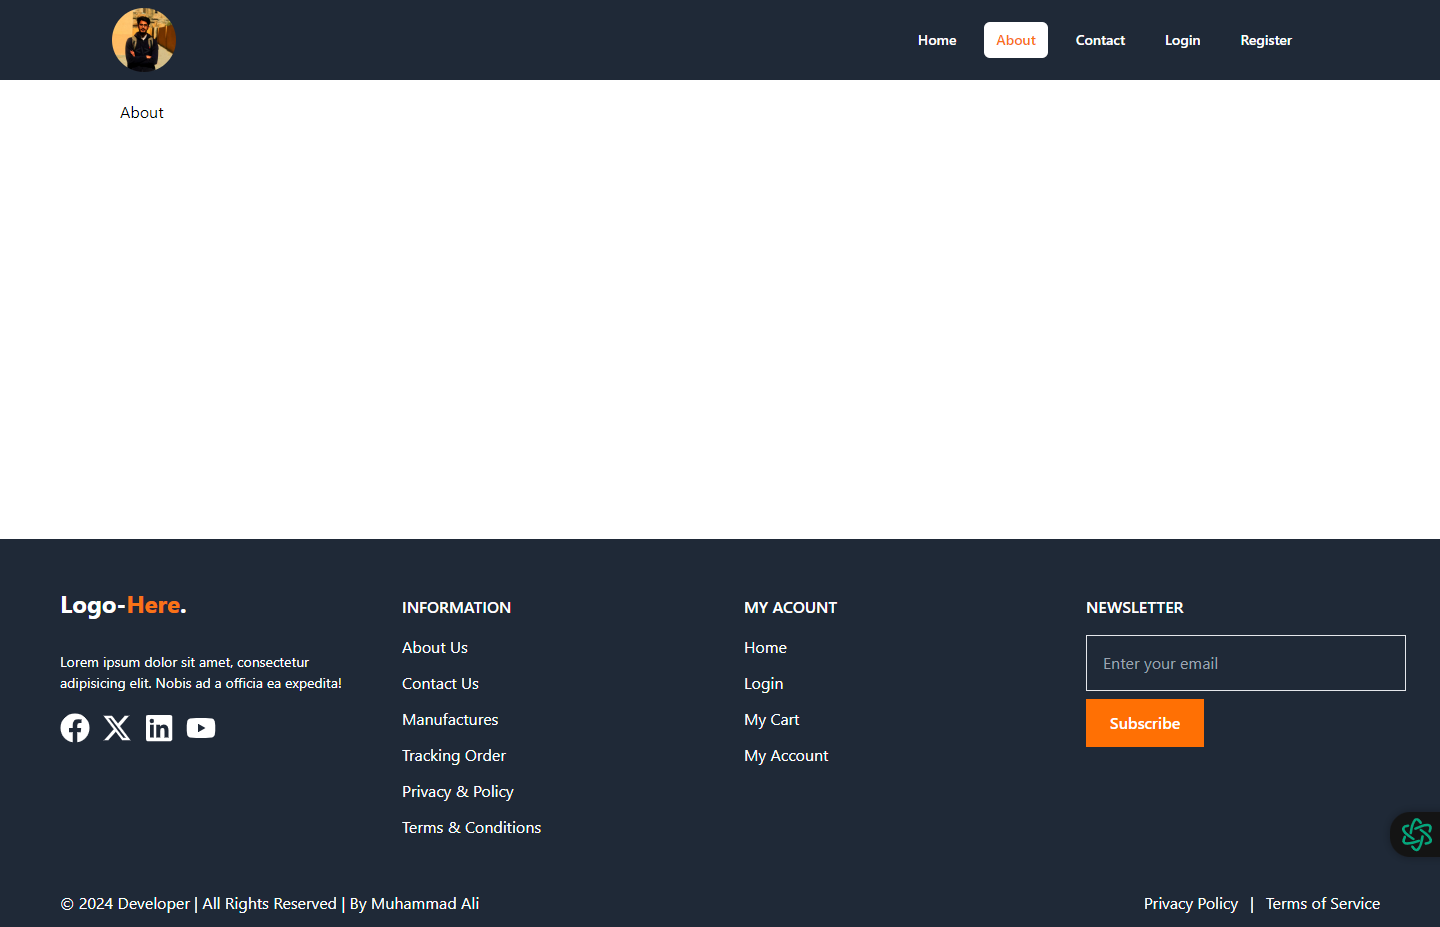 Home About Contact Login Register
About
Logo-Here.
Lorem ipsum dolor sit amet, consectetur
adipisicing elit. Nobis ad a officia ea expedita!
INFORMATION
About Us
Contact Us
Manufactures
Tracking Order
Privacy & Policy
Terms & Conditions
MY ACOUNT
Home
Login
My Cart
My Account
NEWSLETTER
Enter your email
Subscribe
© 2024 Developer | All Rights Reserved | By Muhammad Ali
Privacy Policy | Terms of Service